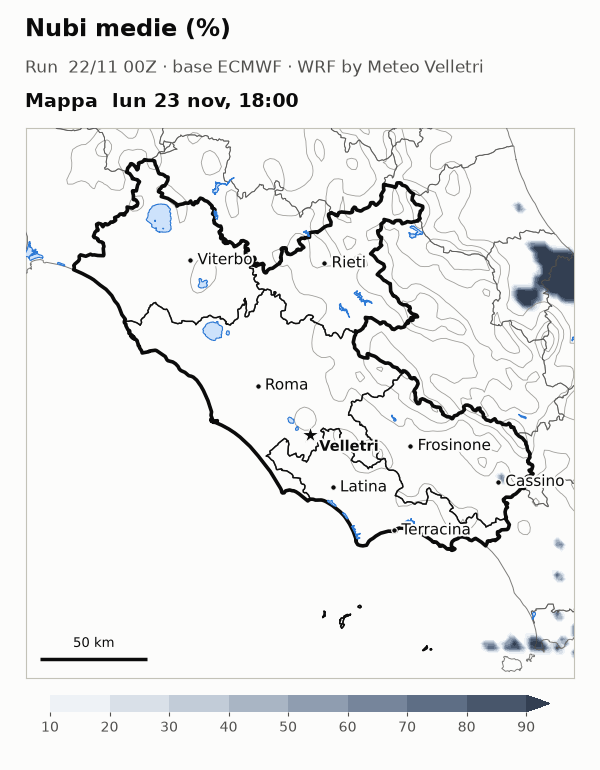 Nubi medie (%)
Run 22/11 00Z · base ECMWF · WRF by Meteo Velletri
Mappa lun 23 nov, 18:00
Viterbo
Rieti
Roma
Velletri
Frosinone
Latina
Cassino
Terracina
50 km
10 20 30 40 50 60 70 80 90